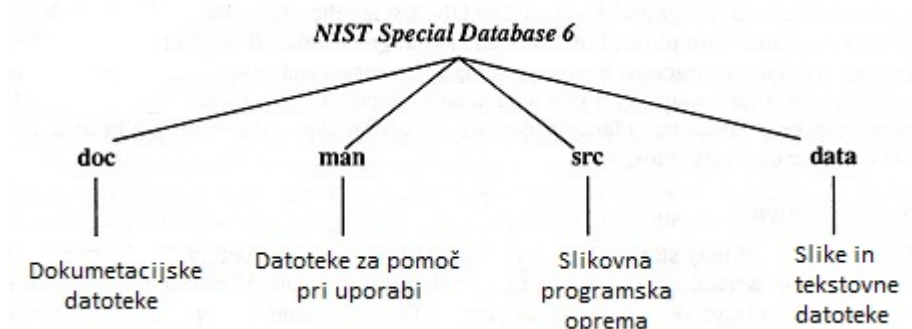 NIST Special Database 6
doc man src data
Dokumetacijske
datoteke
Datoteke za pomoč
pri uporabi
Slikovna
programska
oprema
Slike in
tekstovne
datoteke